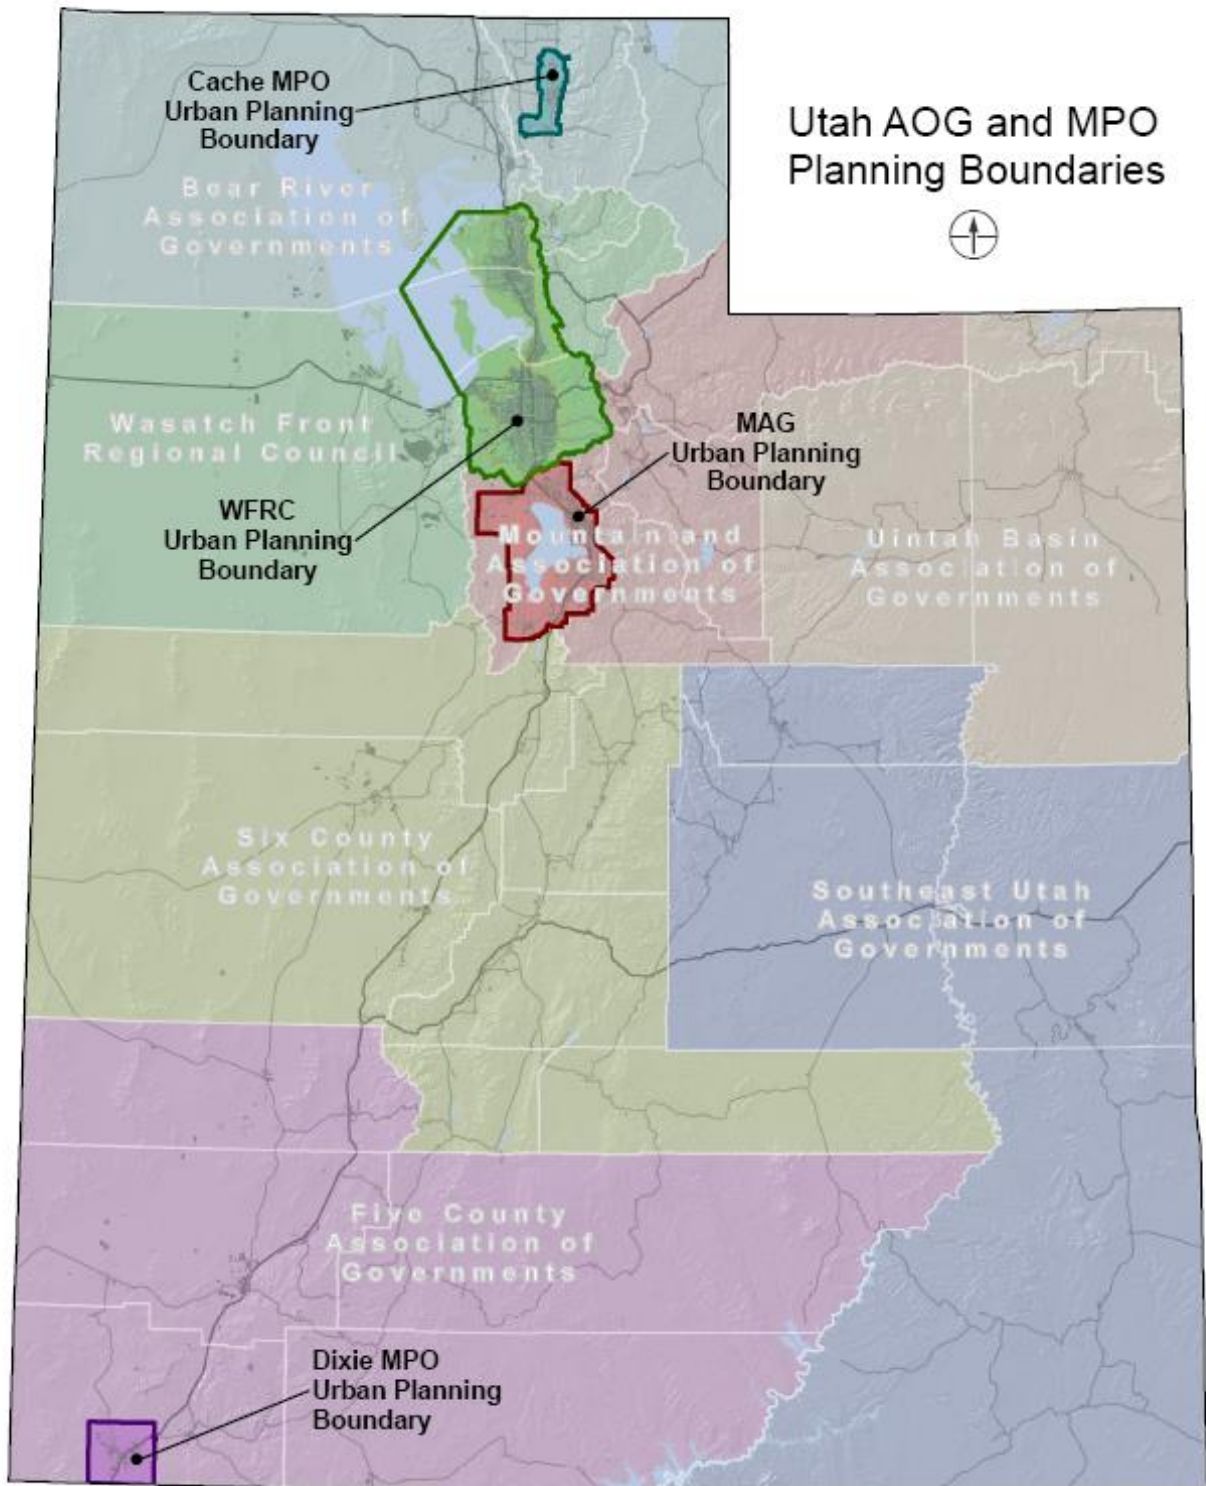 Cache MPO
Urban Planning
Boundary
Utah AOG and MPO
Planning Boundaries
Bear River
Association of
Governments
Wasatch Front
Regional Council
MAG
Urban Planning
Boundary
WFRC
Urban Planning
Boundary
Mountainland
Association of
Governments
Uintah Basin
Association of
Governments
Six County
Association of
Governments
Southeast Utah
Association of
Governments
Five County
Association of
Governments
Dixie MPO
Urban Planning
Boundary